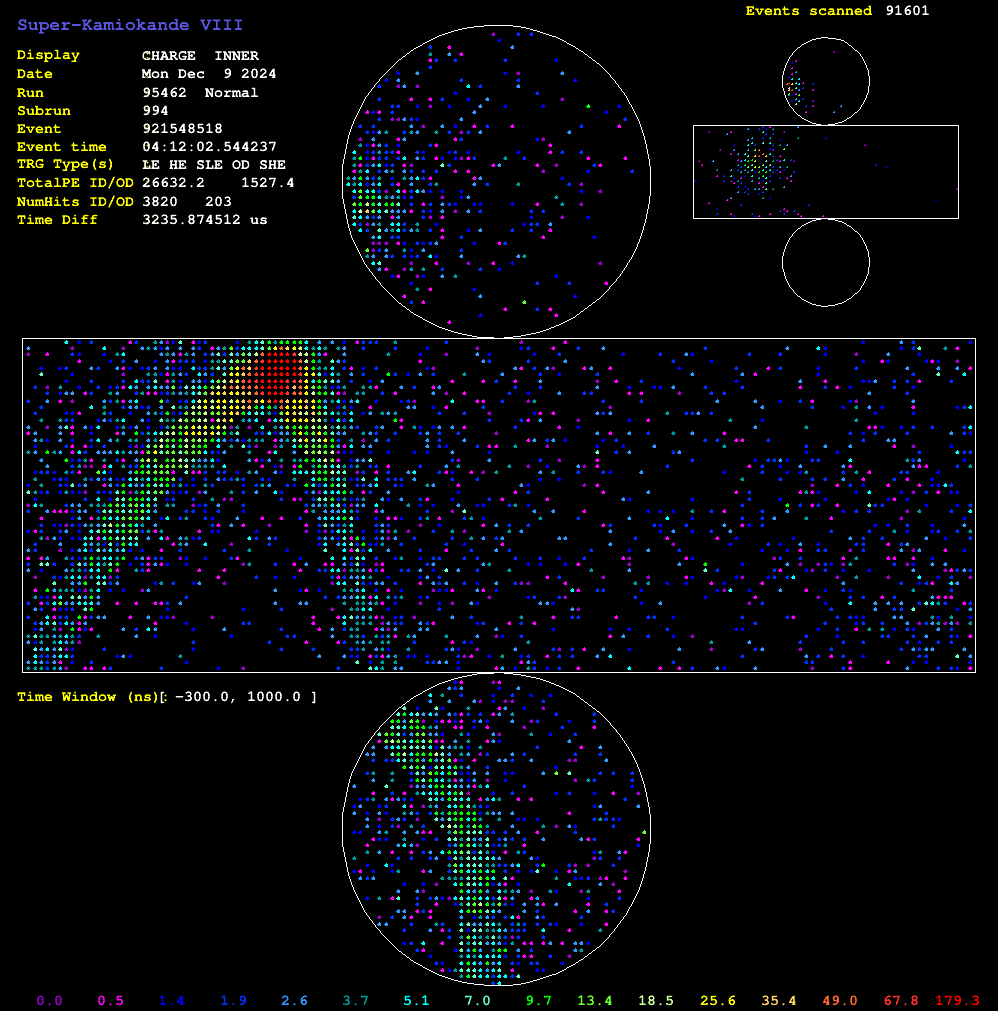 Super-Kamiokande VIII
Events scanned 91601
Display CHARGE INNER
Date Mon Dec 9 2024
Run 95462 Normal
Subrun 994
Event 921548518
Event time 04:12:02.544237
TRG Type(s) LE HE SLE OD SHE
TotalPE ID/OD 26632.2 1527.4
NumHits ID/OD 3820 203
Time Diff 3235.874512 us
Time Window (ns)[: −300.0, 1000.0 ]
0.0 0.5 1.4 1.9 2.6 3.7 5.1 7.0 9.7 13.4 18.5 25.6 35.4 49.0 67.8 179.3